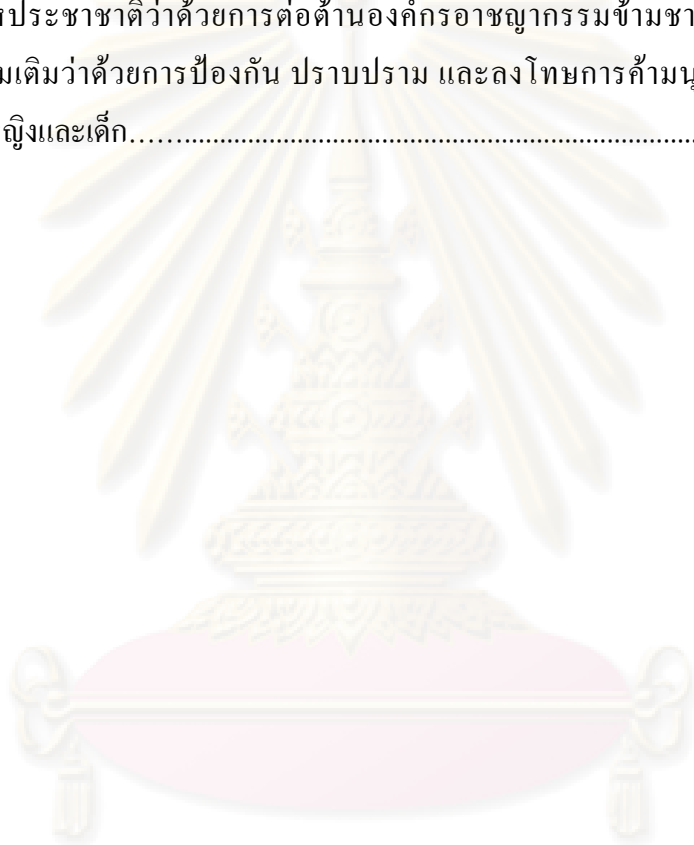 ประชาชาติว่าด้วยการต่อต้านองค์กรอาชญากรรมข้ามชา
มเติมว่าด้วยการป้องกัน ปราบปราม และลงโทษการค้ามนุ
ญิงและเด็ก……........................................................................